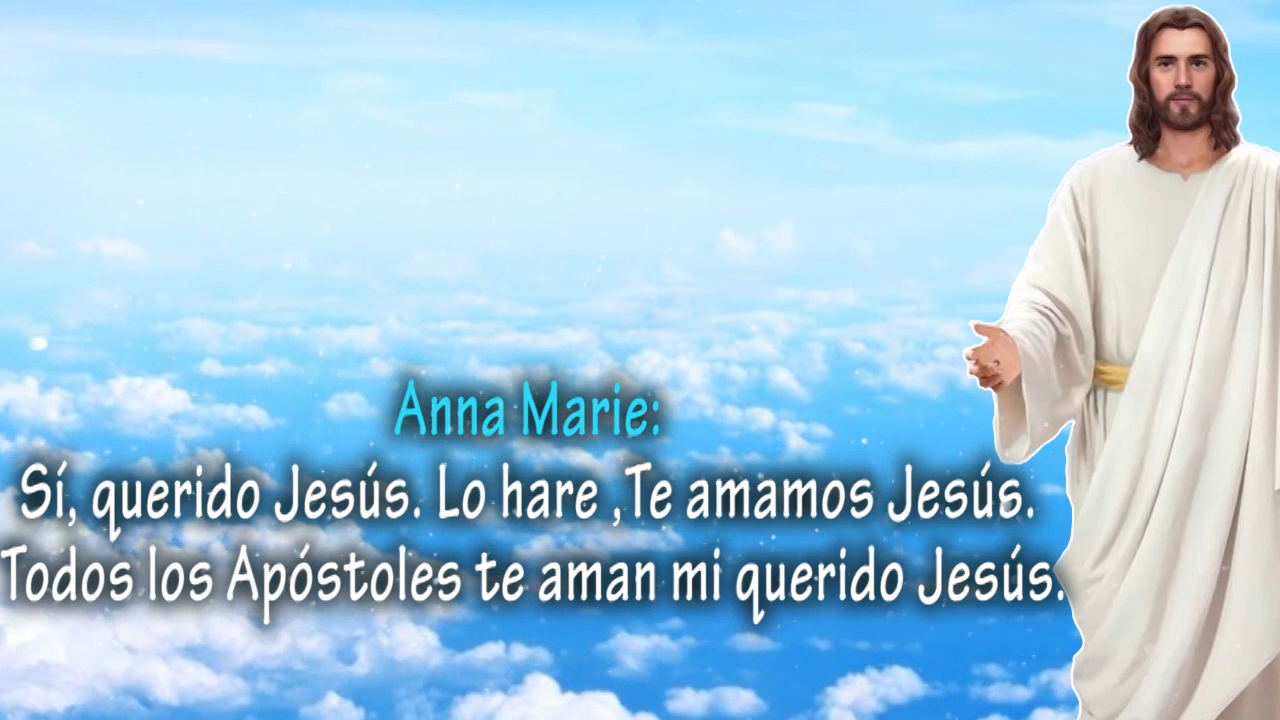 Anna Marie:
Sí, querido Jesús. Lo hare ,Te amamos Jesús.
Todos los Apóstoles te aman mi querido Jesús.